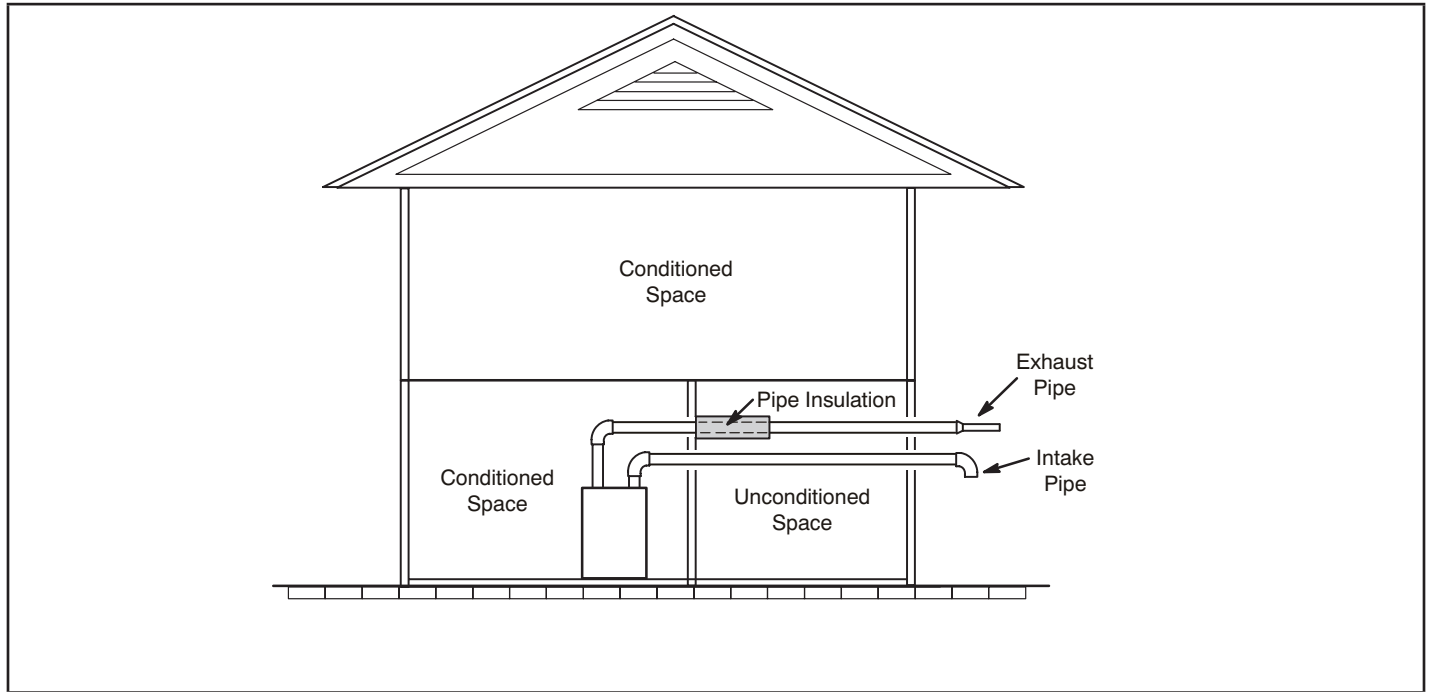 Conditioned
Space
Exhaust
Pipe
Pipe Insulation
Intake
Pipe
Conditioned
Space
Unconditioned
Space